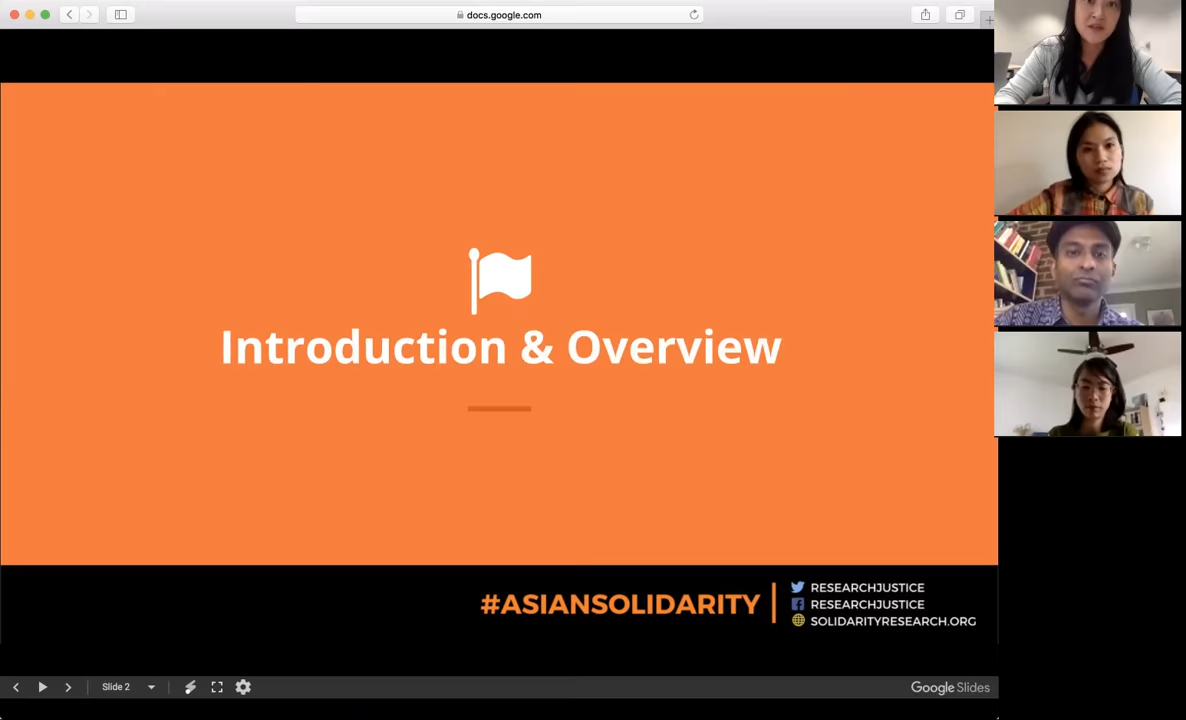 docs.google.com
Introduction & Overview
#ASIANSOLIDARITY
RESEARCHJUSTICE
RESEARCHJUSTICE
SOLIDARITYRESEARCH.ORG
Slide 2
Google Slides